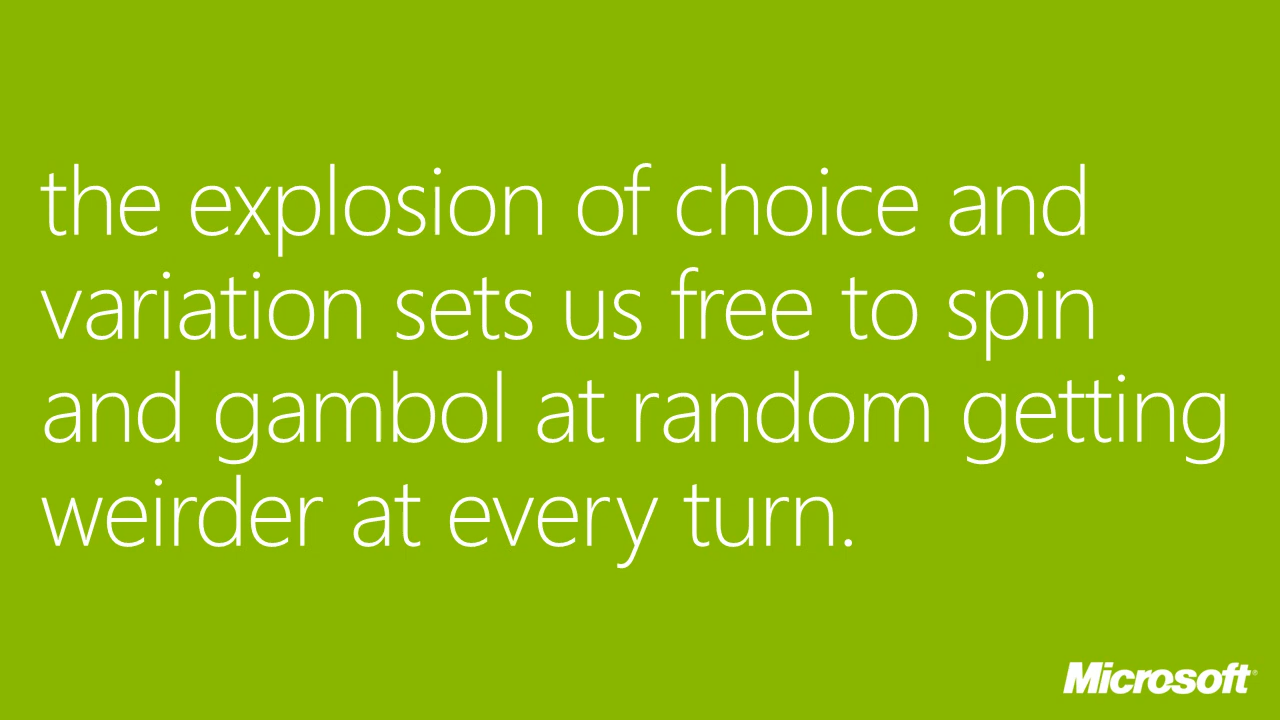 the explosion of choice and
variation sets us free to spin
and gambol at random getting
weirder at every turn.
Microsoft®